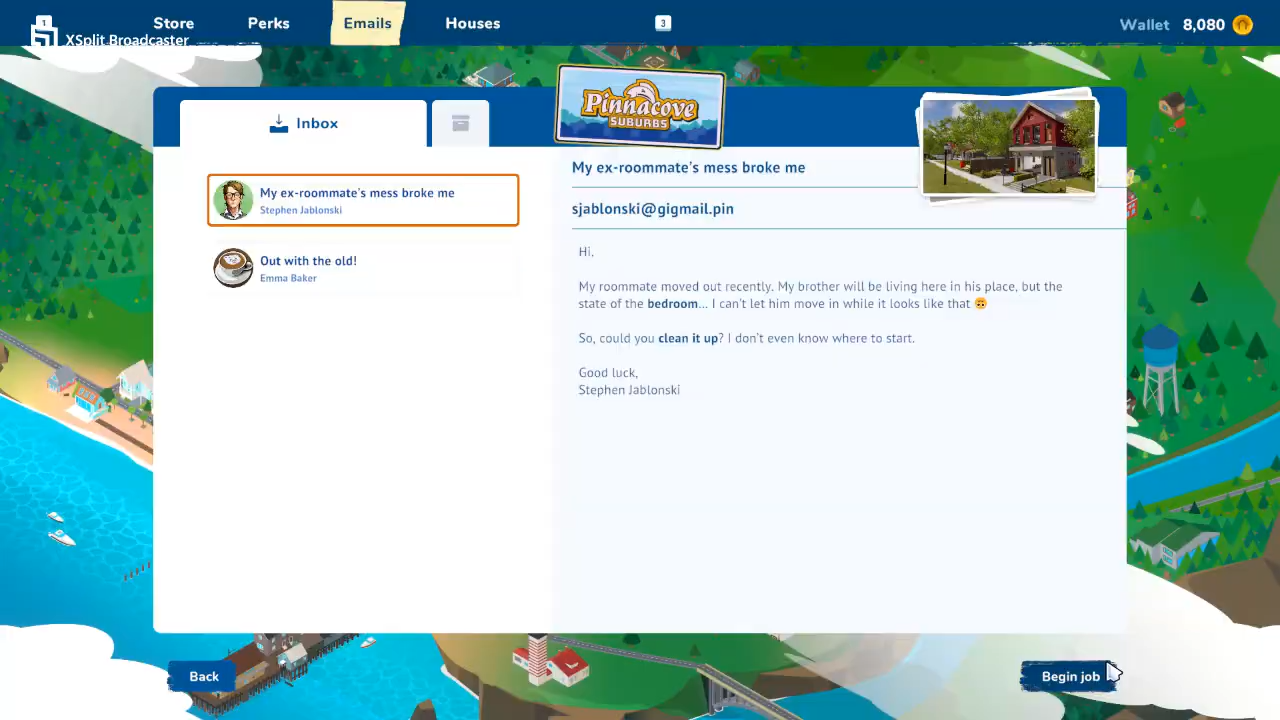 1
Store
Perks
Emails
Houses
3
Wallet 8,080
XSplit Broadcaster
Inbox
Pinnacove
SUBURBS
My ex-roommate's mess broke me
Stephen Jablonski
Out with the old!
Emma Baker
My ex-roommate's mess broke me
sjablonski@gigmail.pin
Hi,
My roommate moved out recently. My brother will be living here in his place, but the
state of the bedroom... I can't let him move in while it looks like that 🙃
So, could you clean it up? I don't even know where to start.
Good luck,
Stephen Jablonski
Back
Begin job